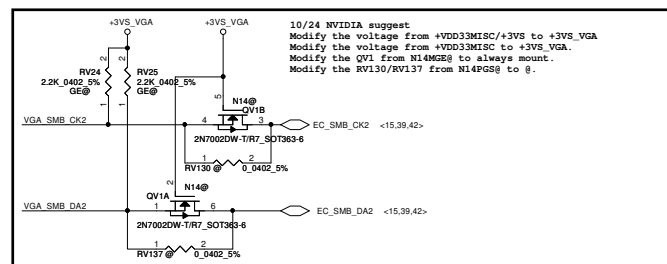 +3VS_VGA
+3VS_VGA
10/24 NVIDIA suggest
Modify the voltage from +VDD33MISC/+3VS to +3VS_VGA
Modify the voltage from +VDD33MISC to +3VS_VGA.
Modify the QV1 from N14MGE@ to always mount.
Modify the RV130/RV137 from N14PGS@ to @.
2
2
RV24
2.2K_0402_5%
GE@
RV25
2.2K_0402_5%
GE@
1
1
5
N14@
QV1B
VGA_SMB_CK2
4
3
EC_SMB_CK2 <15,39,42>
2N7002DW-T/R7_SOT363-6
1
2
RV130 @
0_0402_5%
2
N14@
QV1A
VGA_SMB_DA2
1
6
EC_SMB_DA2 <15,39,42>
2N7002DW-T/R7_SOT363-6
1
2
RV137 @
0_0402_5%